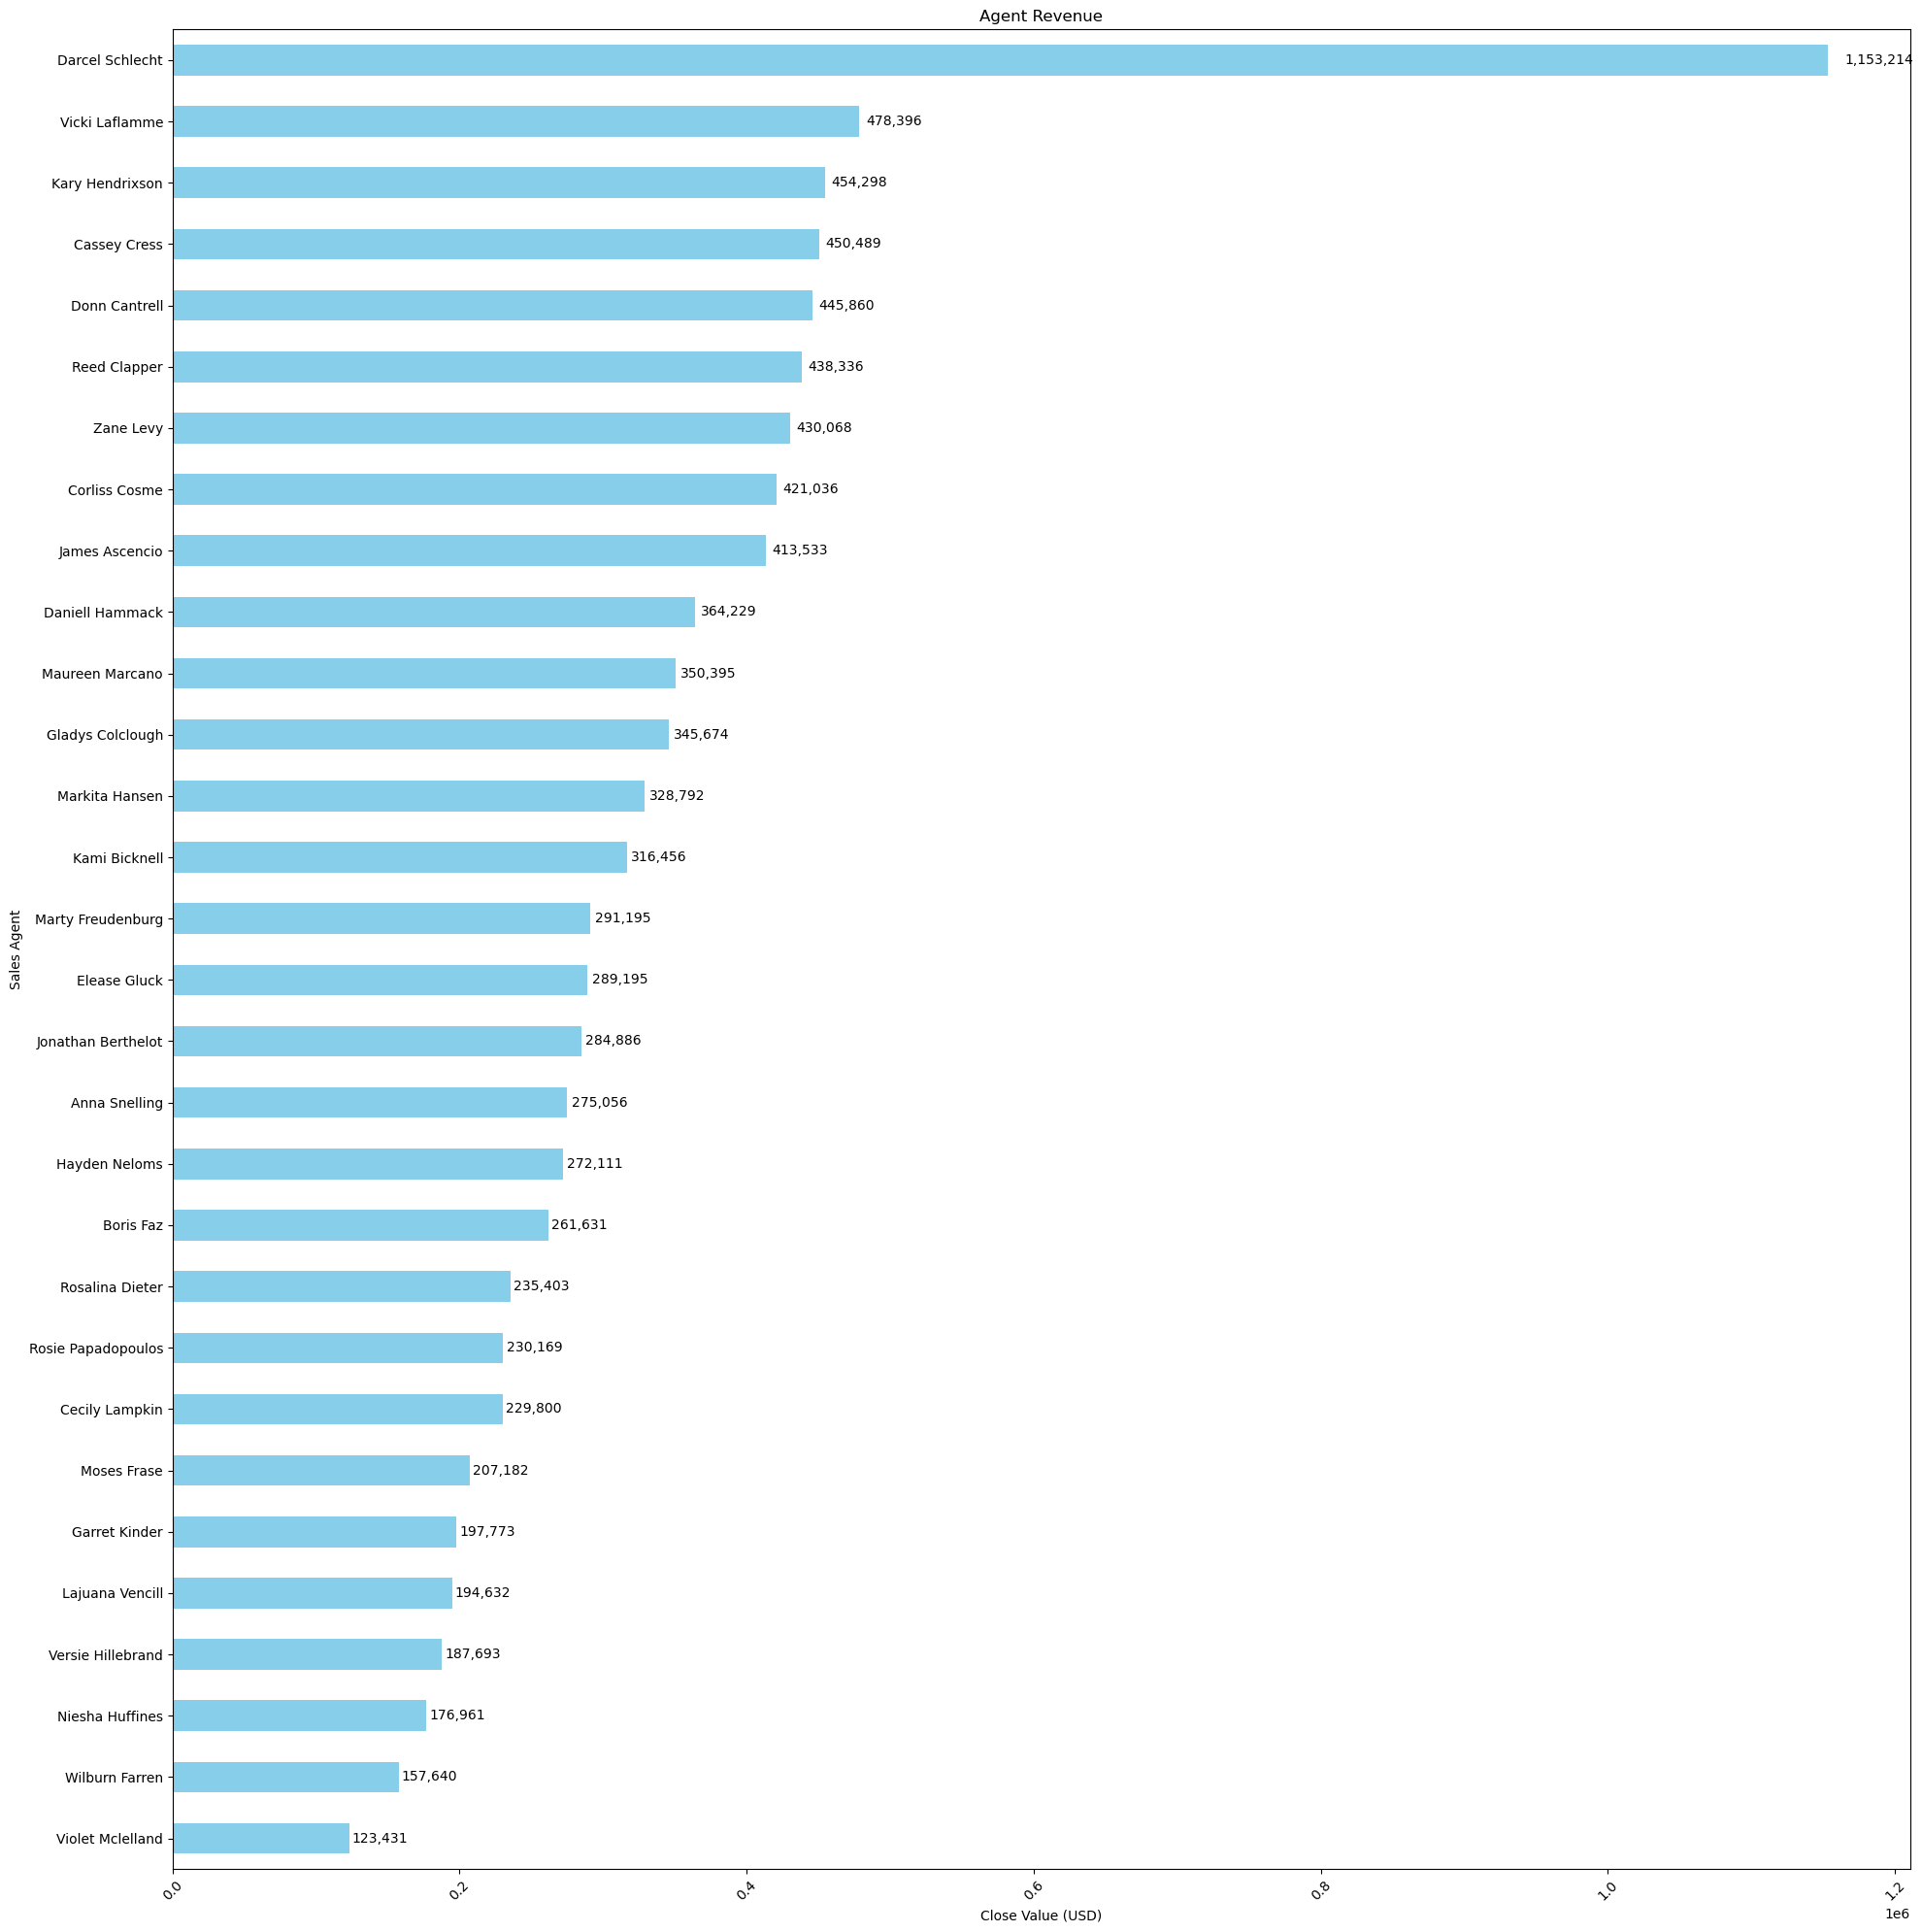 Agent Revenue
Darcel Schlecht 1,153,214
Vicki Laflamme 478,396
Kary Hendrixson 454,298
Cassey Cress 450,489
Donn Cantrell 445,860
Reed Clapper 438,336
Zane Levy 430,068
Corliss Cosme 421,036
James Ascencio 413,533
Daniell Hammack 364,229
Maureen Marcano 350,395
Gladys Colclough 345,674
Markita Hansen 328,792
Kami Bicknell 316,456
Marty Freudenburg 291,195
Sales Agent
Elease Gluck 289,195
Jonathan Berthelot 284,886
Anna Snelling 275,056
Hayden Neloms 272,111
Boris Faz 261,631
Rosalina Dieter 235,403
Rosie Papadopoulos 230,169
Cecily Lampkin 229,800
Moses Frase 207,182
Garret Kinder 197,773
Lajuana Vencill 194,632
Versie Hillebrand 187,693
Niesha Huffines 176,961
Wilburn Farren 157,640
Violet Mclelland 123,431
0.0 0.2 0.4 0.6 0.8 1.0 1.2
Close Value (USD)
1e6